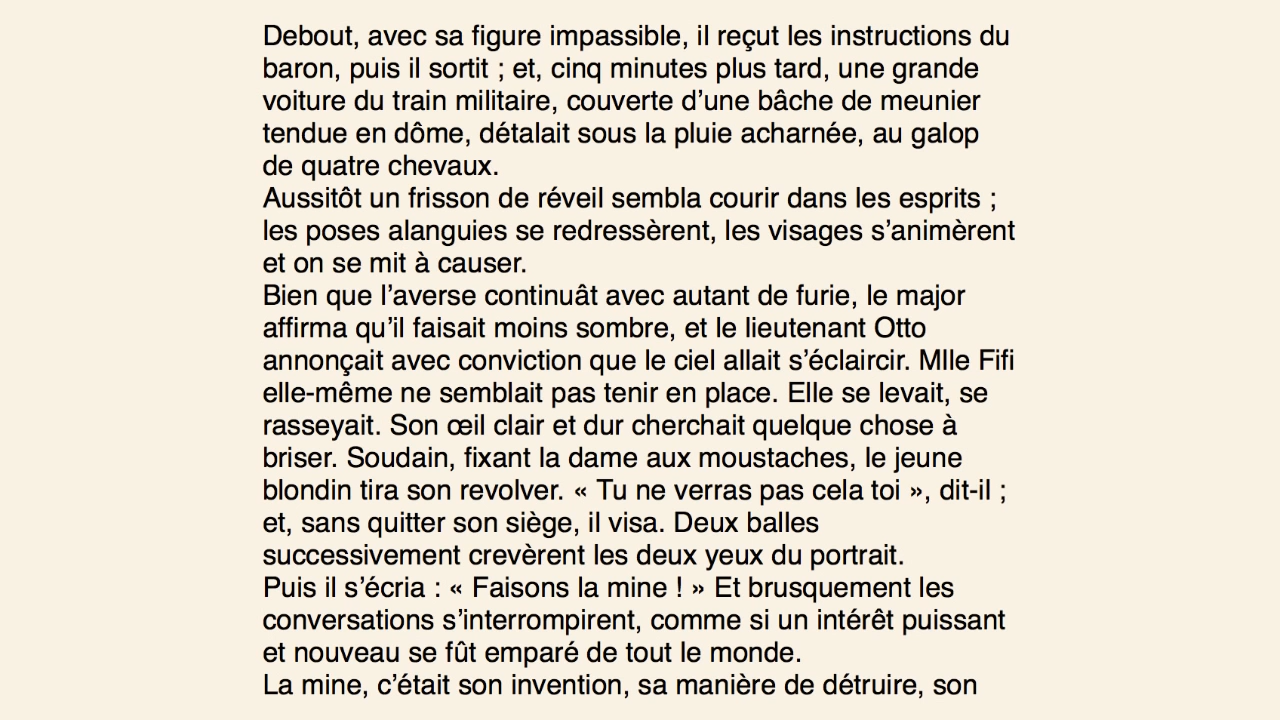 Debout, avec sa figure impassible, il reçut les instructions du
baron, puis il sortit ; et, cinq minutes plus tard, une grande
voiture du train militaire, couverte d’une bâche de meunier
tendue en dôme, détalait sous la pluie acharnée, au galop
de quatre chevaux.
Aussitôt un frisson de réveil sembla courir dans les esprits ;
les poses alanguies se redressèrent, les visages s’animèrent
et on se mit à causer.
Bien que l’averse continuât avec autant de furie, le major
affirma qu’il faisait moins sombre, et le lieutenant Otto
annonçait avec conviction que le ciel allait s’éclaircir. Mlle Fifi
elle-même ne semblait pas tenir en place. Elle se levait, se
rasseyait. Son œil clair et dur cherchait quelque chose à
briser. Soudain, fixant la dame aux moustaches, le jeune
blondin tira son revolver. « Tu ne verras pas cela toi », dit-il ;
et, sans quitter son siège, il visa. Deux balles
successivement crevèrent les deux yeux du portrait.
Puis il s’écria : « Faisons la mine ! » Et brusquement les
conversations s’interrompirent, comme si un intérêt puissant
et nouveau se fût emparé de tout le monde.
La mine, c’était son invention, sa manière de détruire, son